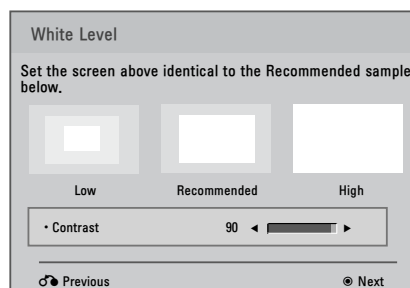 White Level
Set the screen above identical to the Recommended sample
below.
Low Recommended High
• Contrast 90
Previous Next